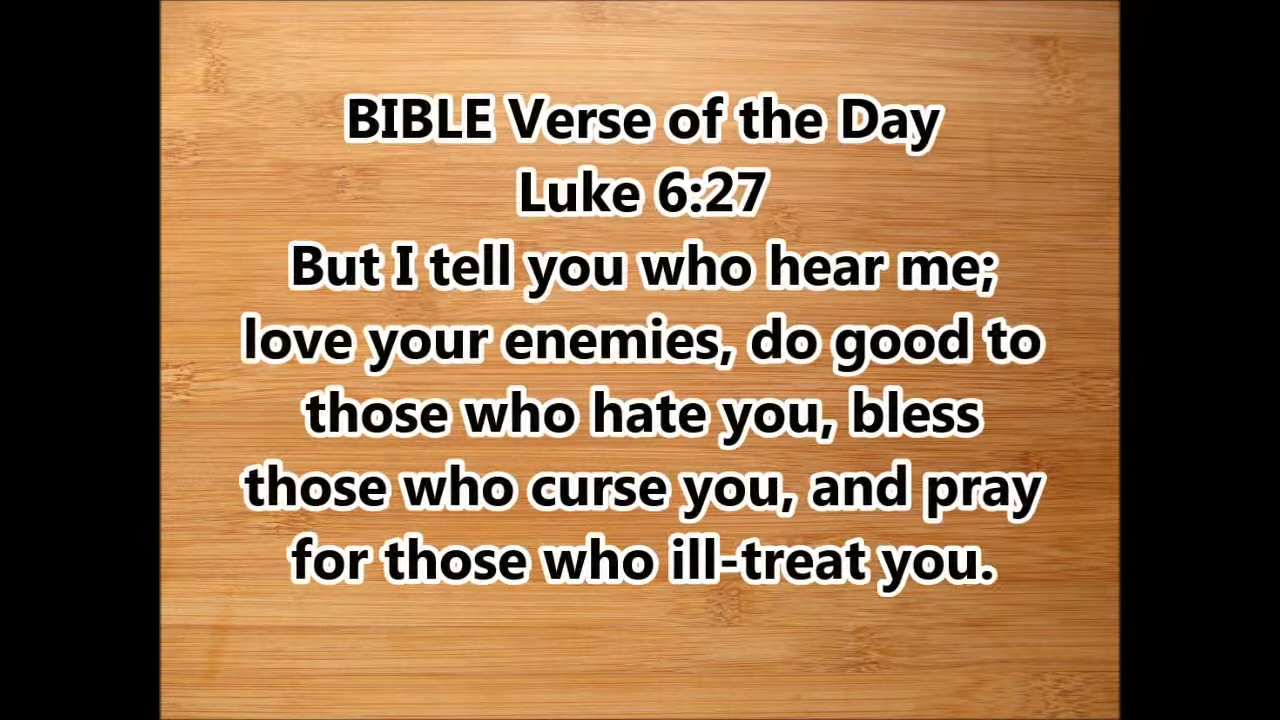 BIBLE Verse of the Day
Luke 6:27
But I tell you who hear me;
love your enemies, do good to
those who hate you, bless
those who curse you, and pray
for those who ill-treat you.